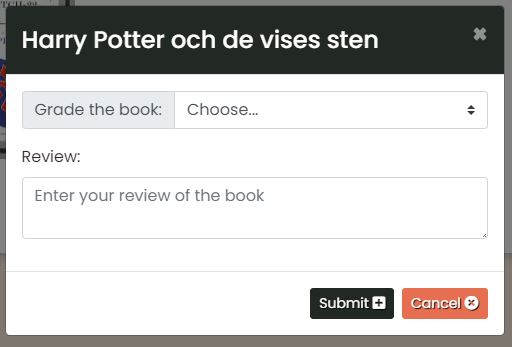 Harry Potter och de vises sten
Grade the book: Choose...
Review:
Enter your review of the book
Submit Cancel